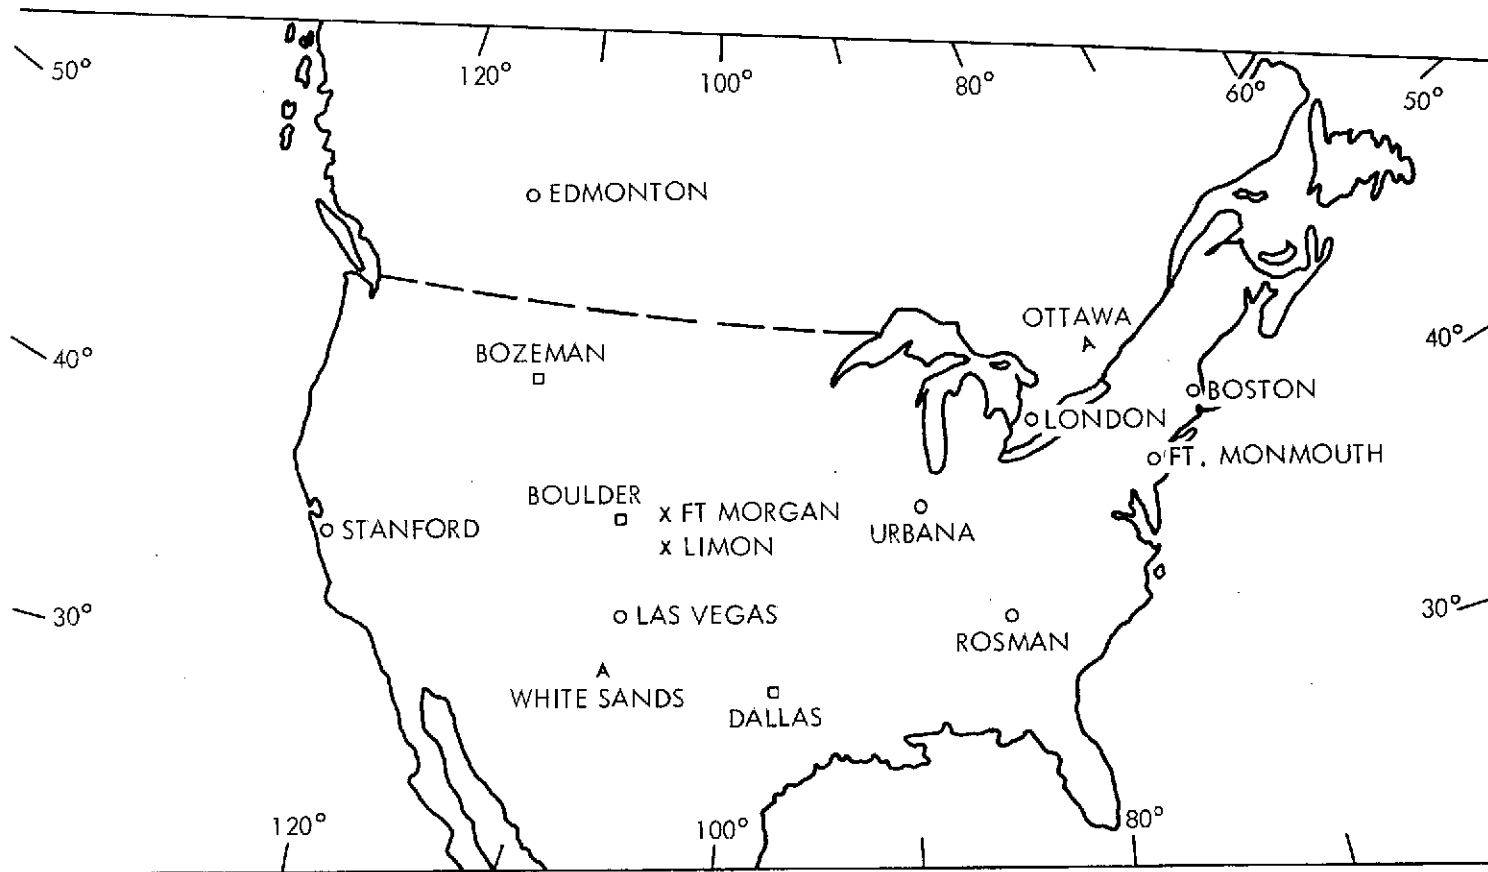 50°
120°
100°
80°
60°
50°
EDMONTON
OTTAWA
40°
BOZEMAN
40°
BOSTON
LONDON
FT. MONMOUTH
BOULDER
X FT MORGAN
STANFORD
URBANA
X LIMON
30°
LAS VEGAS
30°
ROSMAN
WHITE SANDS
DALLAS
120°
100°
80°